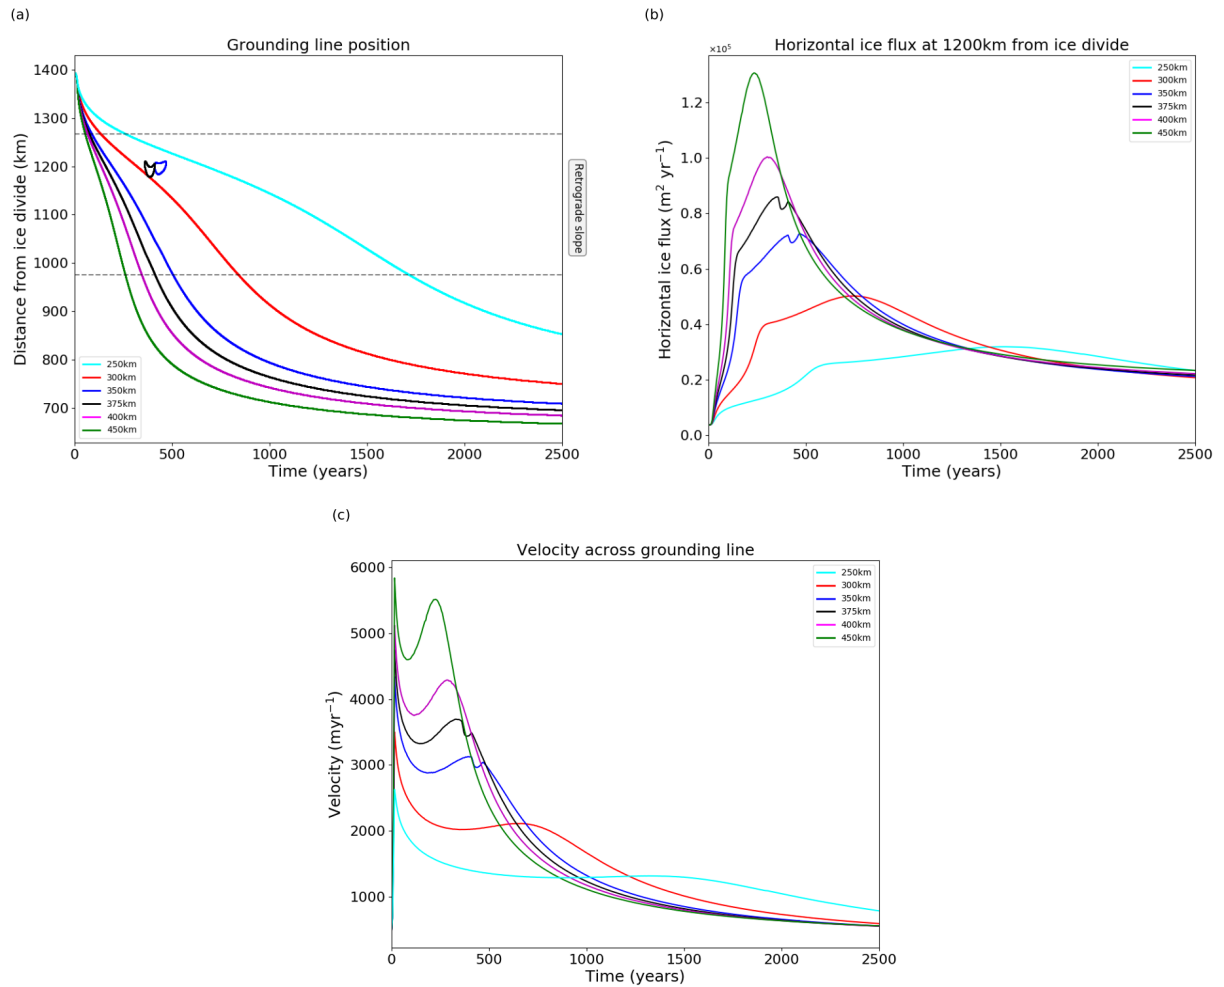 (a)
Grounding line position
Distance from ice divide (km)
1400
1300
1200
1100
1000
900
800
700
250km
300km
350km
375km
400km
450km
Retrograde slope
0 500 1000 1500 2000 2500
Time (years)
(b)
Horizontal ice flux at 1200km from ice divide
×10⁵
Horizontal ice flux (m² yr⁻¹)
1.2
1.0
0.8
0.6
0.4
0.2
0.0
250km
300km
350km
375km
400km
450km
0 500 1000 1500 2000 2500
Time (years)
(c)
Velocity across grounding line
Velocity (myr⁻¹)
6000
5000
4000
3000
2000
1000
250km
300km
350km
375km
400km
450km
0 500 1000 1500 2000 2500
Time (years)